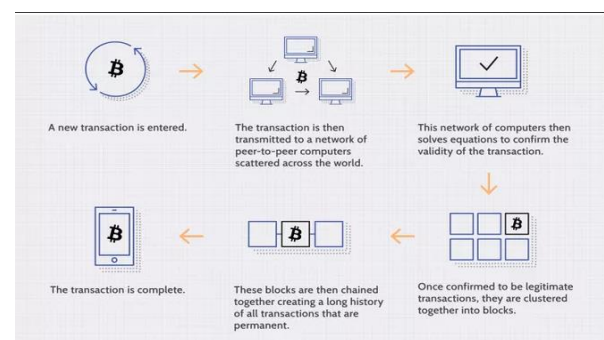 A new transaction is entered.
The transaction is then
transmitted to a network of
peer-to-peer computers
scattered across the world.
This network of computers then
solves equations to confirm the
validity of the transaction.
Once confirmed to be legitimate
transactions, they are clustered
together into blocks.
These blocks are then chained
together creating a long history
of all transactions that are
permanent.
The transaction is complete.